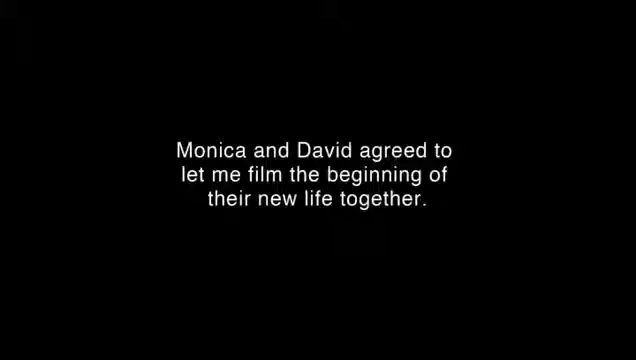 Monica and David agreed to
let me film the beginning of
their new life together.